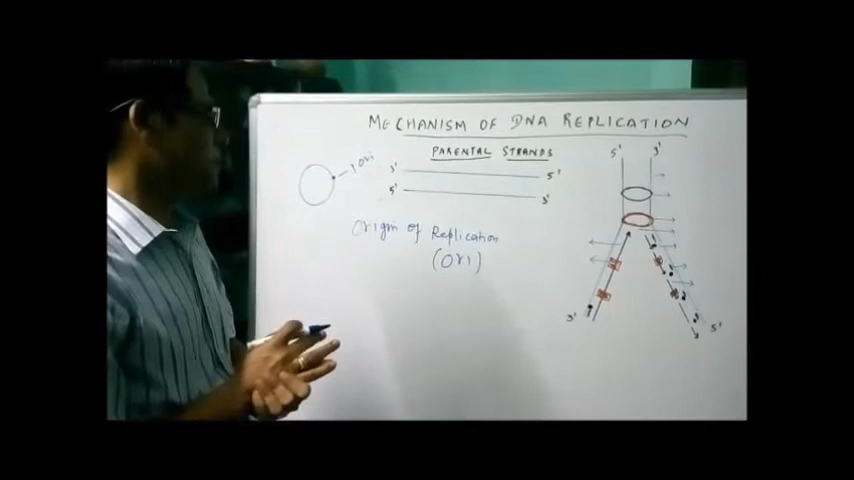 MECHANISM OF DNA REPLICATION
PARENTAL STRANDS
1 Ori
3' 5'
5' 3'
Origin of Replication
(Ori)
5' 3'
3' 5'